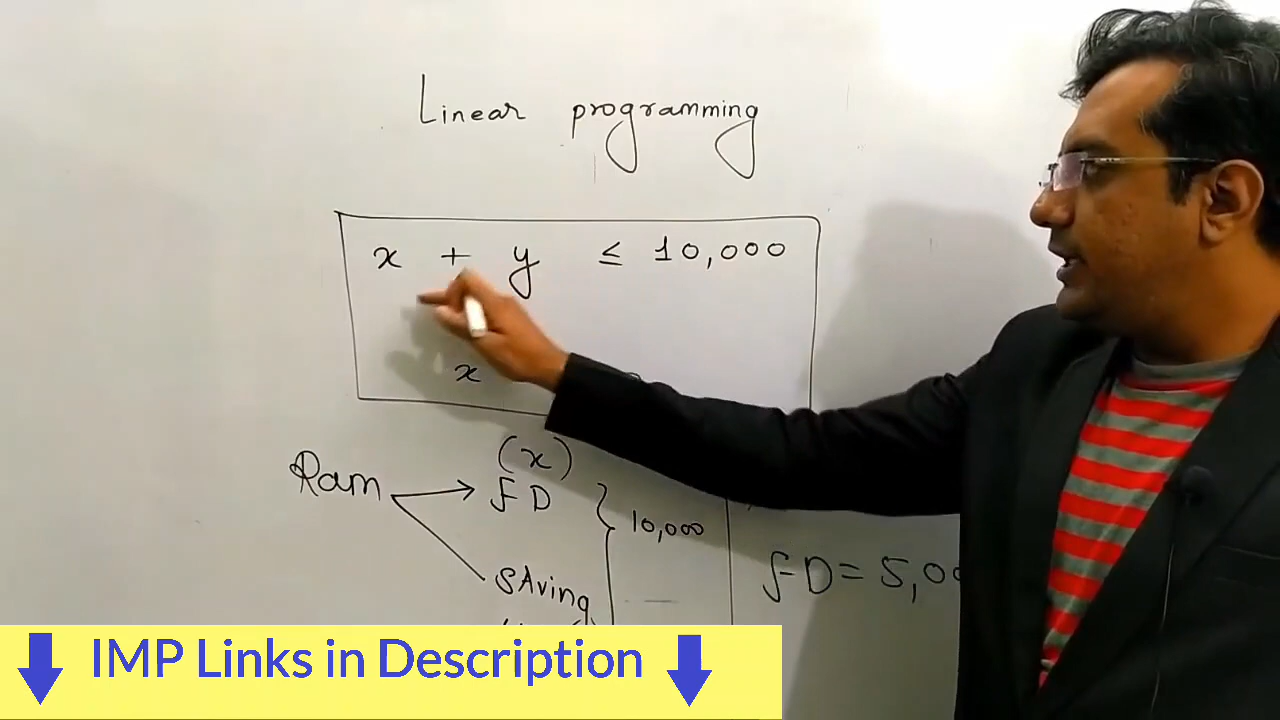 Linear programming
x + y ≤ 10,000
x
(x)
Ram → FD } 10,000
FD = 5,00
SAving
IMP Links in Description